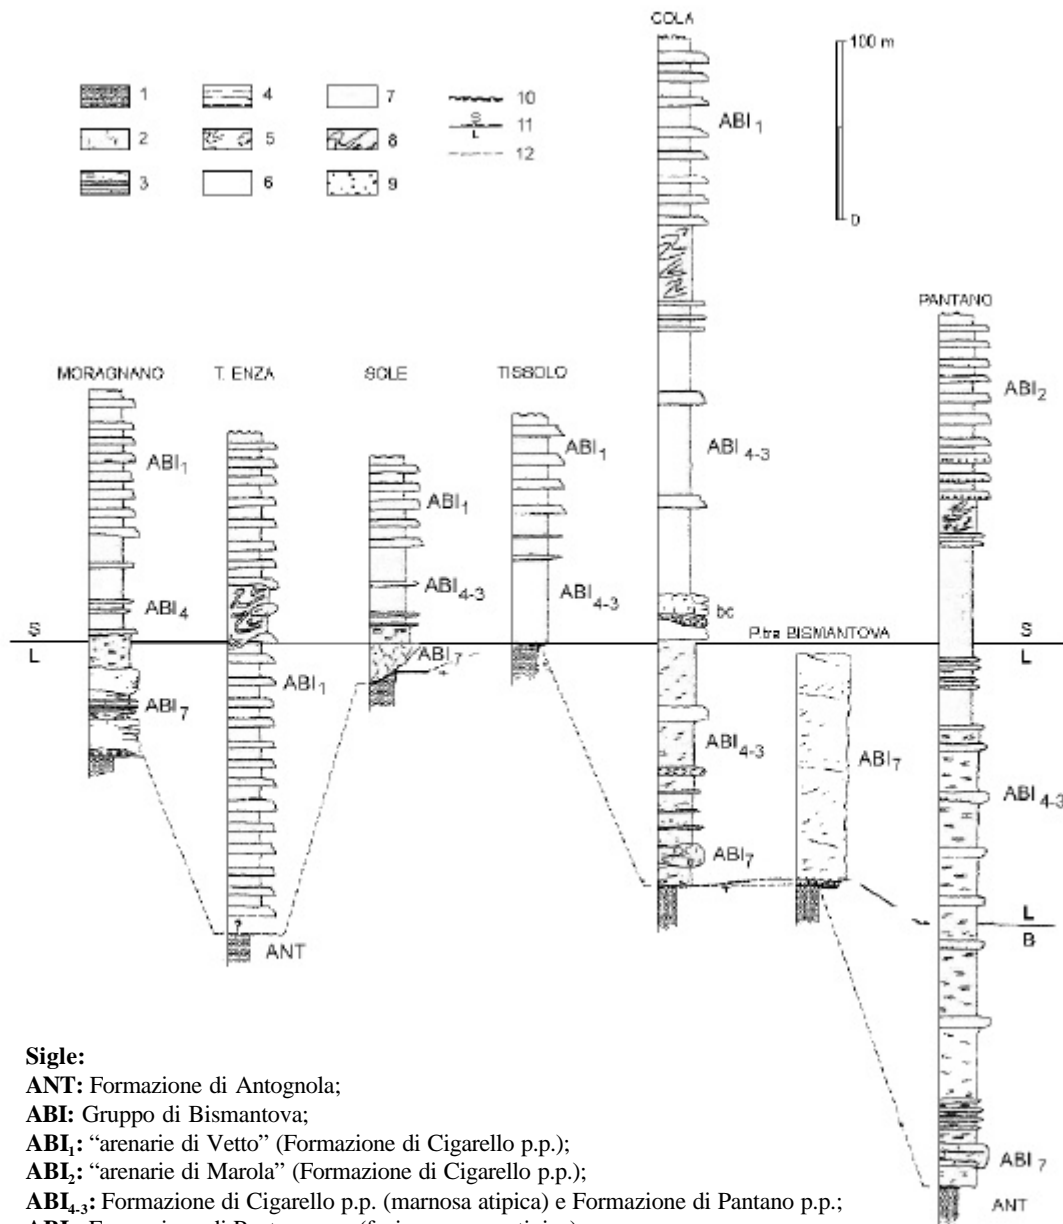 COLA
100 m
0
1 4 7 10
2 5 8 11
3 6 9 12
S
L
ABI1
PANTANO
MORAGNANO T. ENZA SOLE TISSOLO
ABI2
ABI1
ABI1
ABI1
ABI1
ABI4-3
ABI4
ABI4-3
ABI4-3
bc
P.tra BISMANTOVA
S
L
S
L
ABI7
ABI7
ABI1
ABI4-3
ABI7
ABI4-3
ABI7
L
B
ANT
ABI7
ANT
Sigle:
ANT: Formazione di Antognola;
ABI: Gruppo di Bismantova;
ABI1: “arenarie di Vetto” (Formazione di Cigarello p.p.);
ABI2: “arenarie di Marola” (Formazione di Cigarello p.p.);
ABI4-3: Formazione di Cigarello p.p. (marnosa atipica) e Formazione di Pantano p.p.;